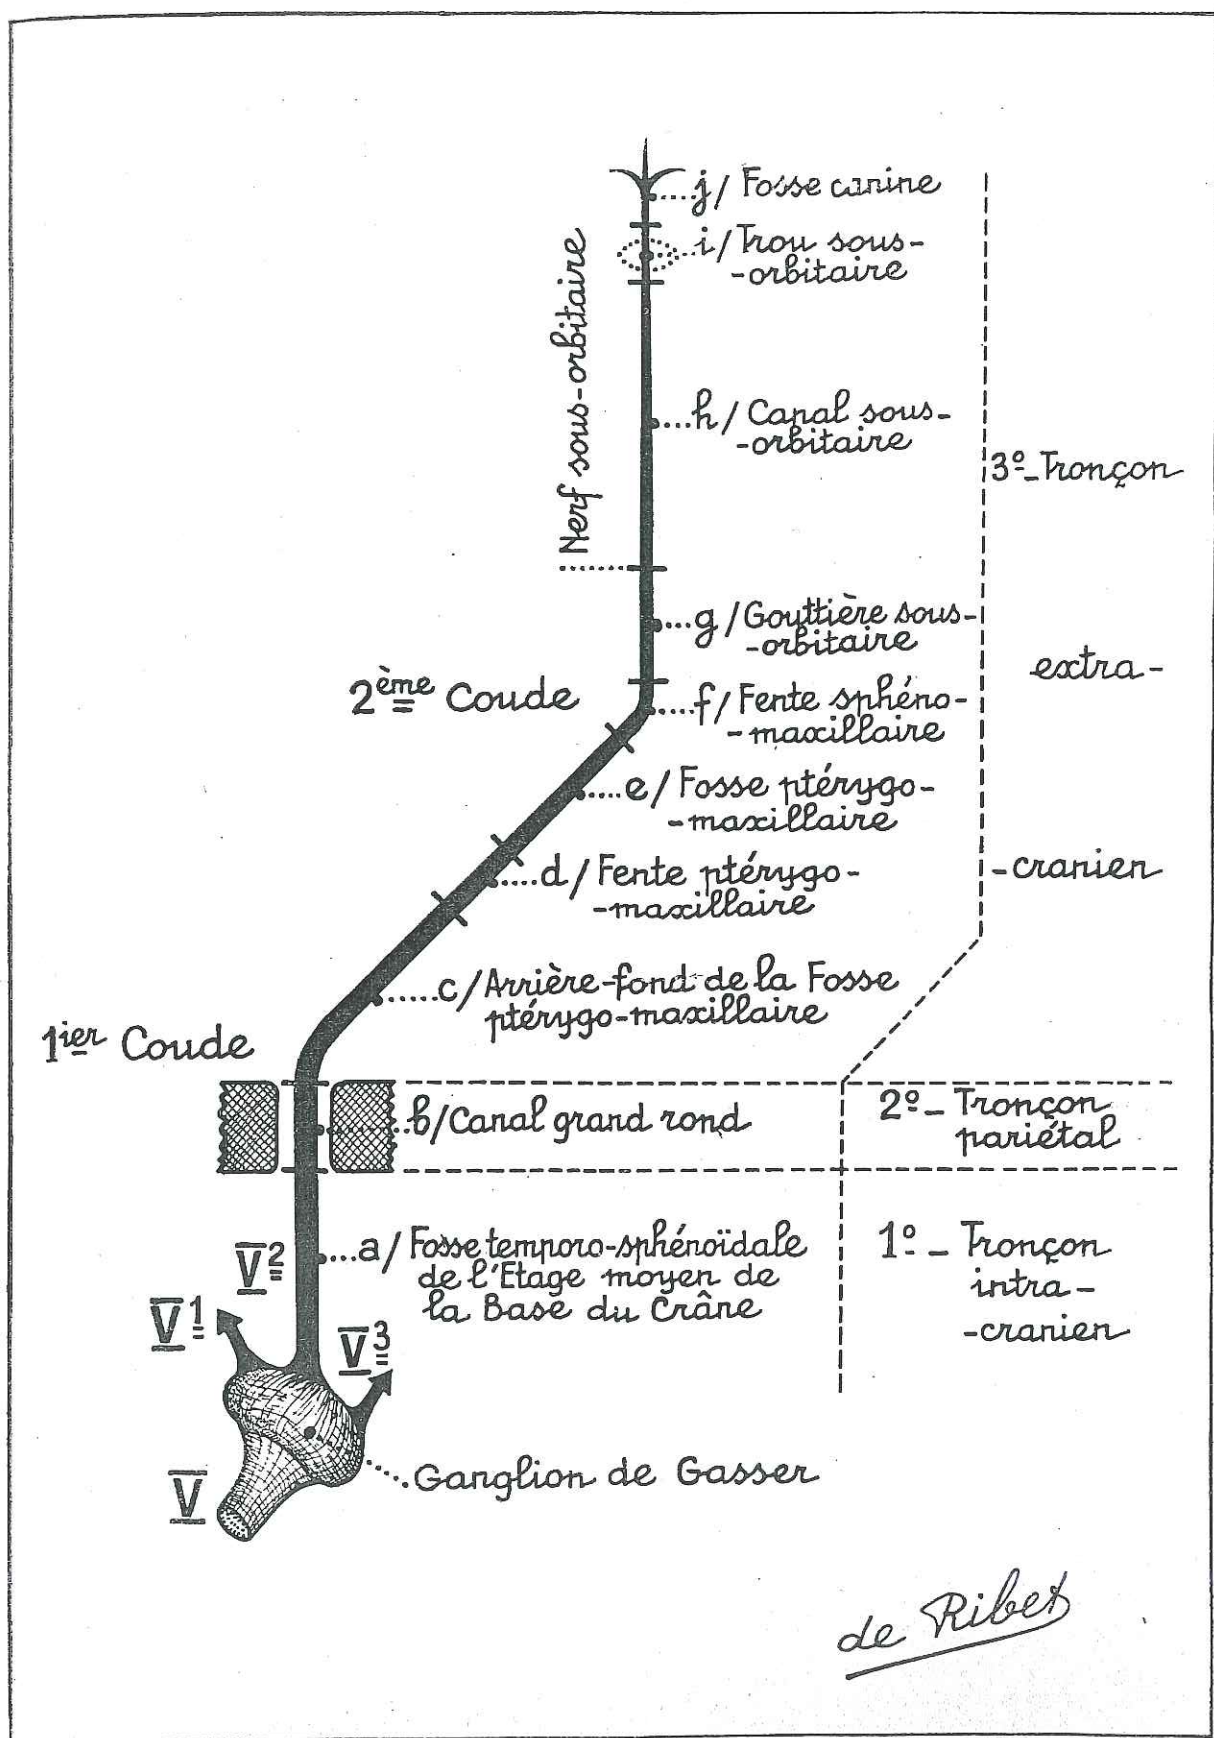 j/ Fosse canine
i/ Trou sous-
-orbitaire
Nerf sous-orbitaire
h/ Canal sous-
-orbitaire
3º_ Tronçon
g/ Gouttière sous-
-orbitaire
extra-
2ème Coude
f/ Fente sphéno-
-maxillaire
e/ Fosse ptérygo-
-maxillaire
-cranien
d/ Fente ptérygo-
-maxillaire
c/ Arrière-fond de la Fosse
ptérygo-maxillaire
1ier Coude
b/ Canal grand rond
2º_ Tronçon
pariétal
a/ Fosse temporo-sphénoïdale
de l'Etage moyen de
la Base du Crâne
1º_ Tronçon
intra-
-cranien
V2
V1
V3
Ganglion de Gasser
V
de Ribet